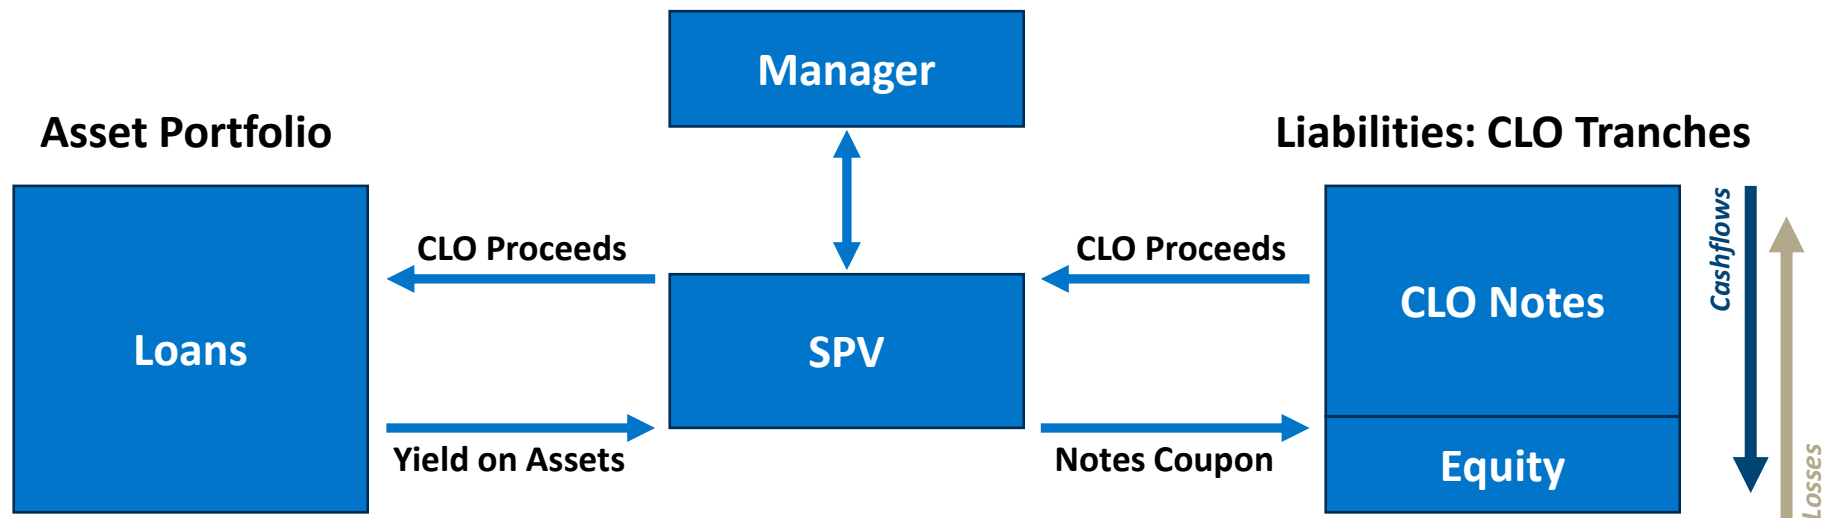 Manager
Asset Portfolio
Liabilities: CLO Tranches
Loans
CLO Proceeds
Yield on Assets
SPV
CLO Proceeds
Notes Coupon
CLO Notes
Equity
Cashflows
Losses